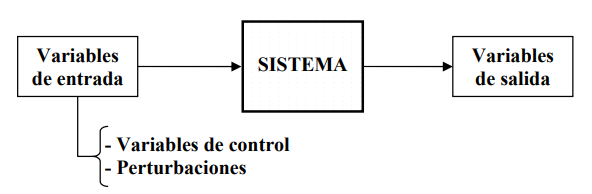 Variables
de entrada
SISTEMA
Variables
de salida
- Variables de control
- Perturbaciones